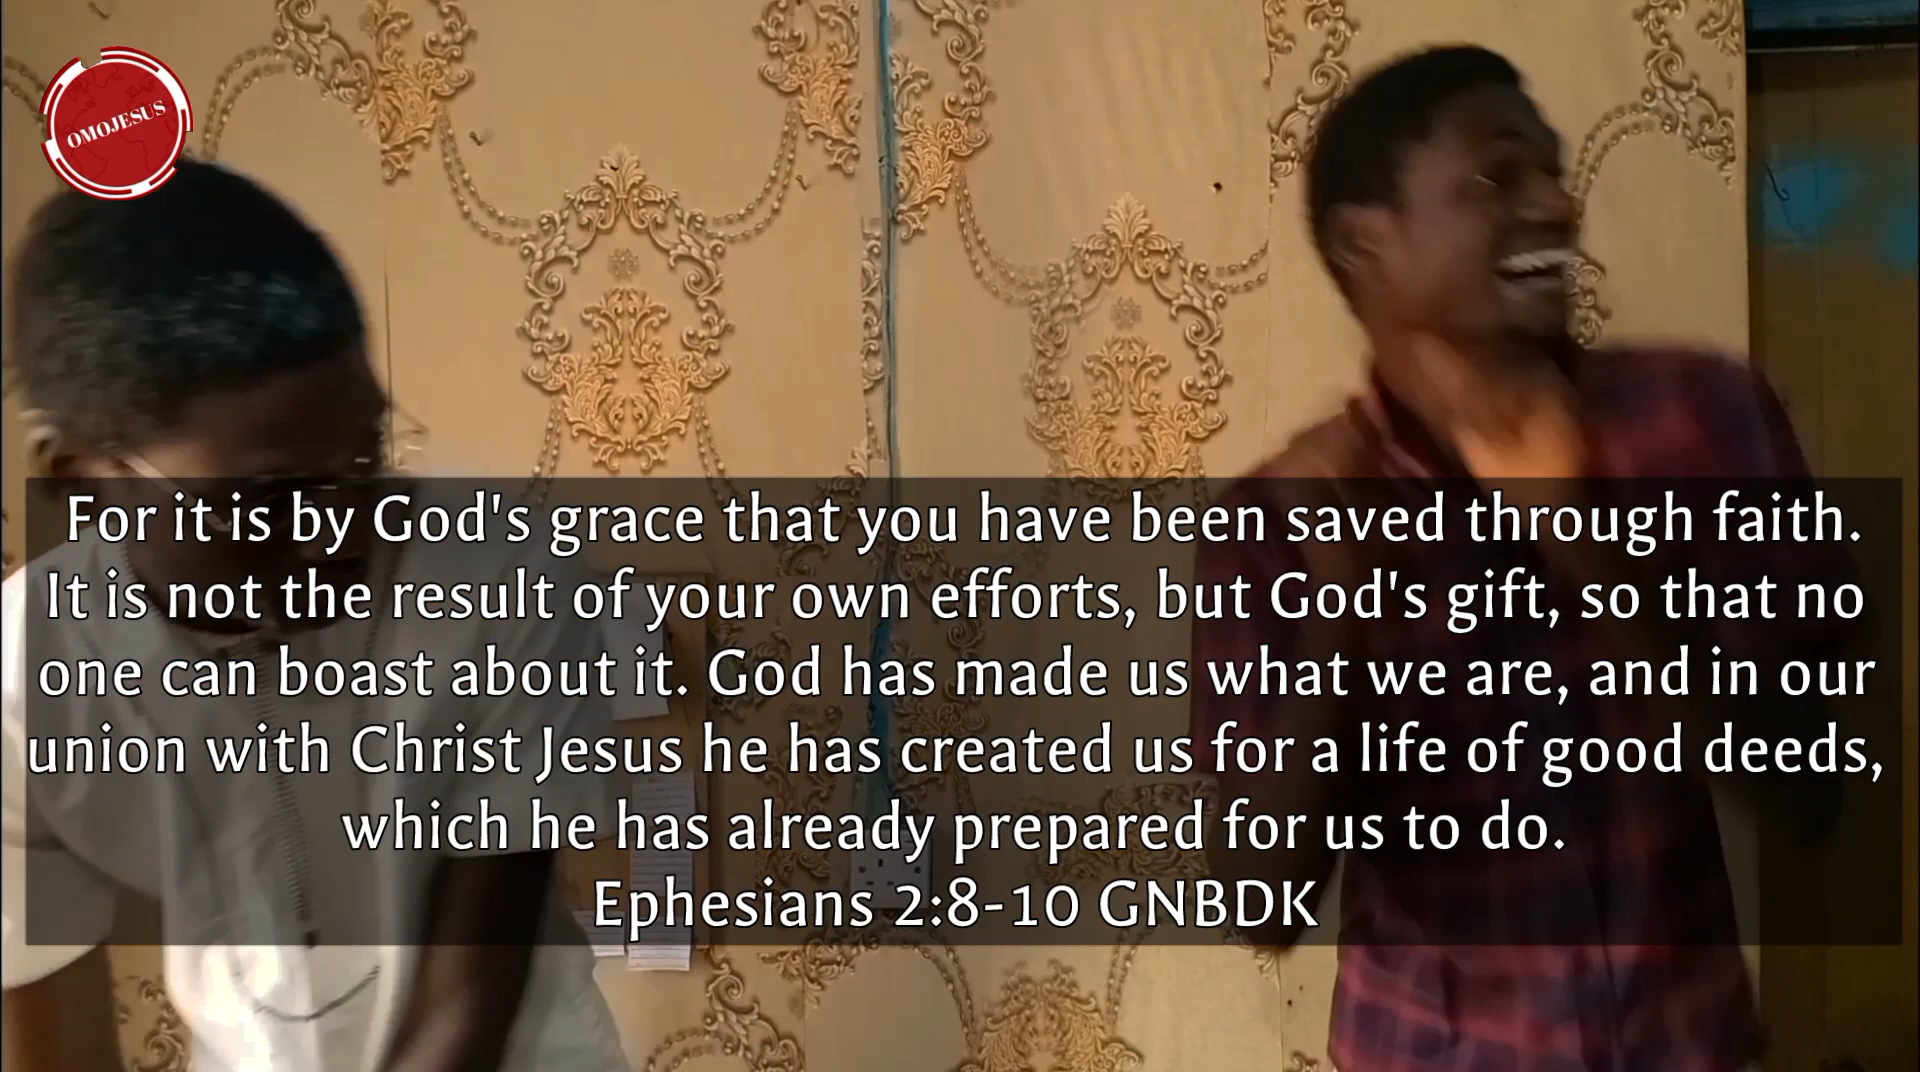 OMOJESUS
For it is by God's grace that you have been saved through faith.
It is not the result of your own efforts, but God's gift, so that no
one can boast about it. God has made us what we are, and in our
union with Christ Jesus he has created us for a life of good deeds,
which he has already prepared for us to do.
Ephesians 2:8-10 GNBDK